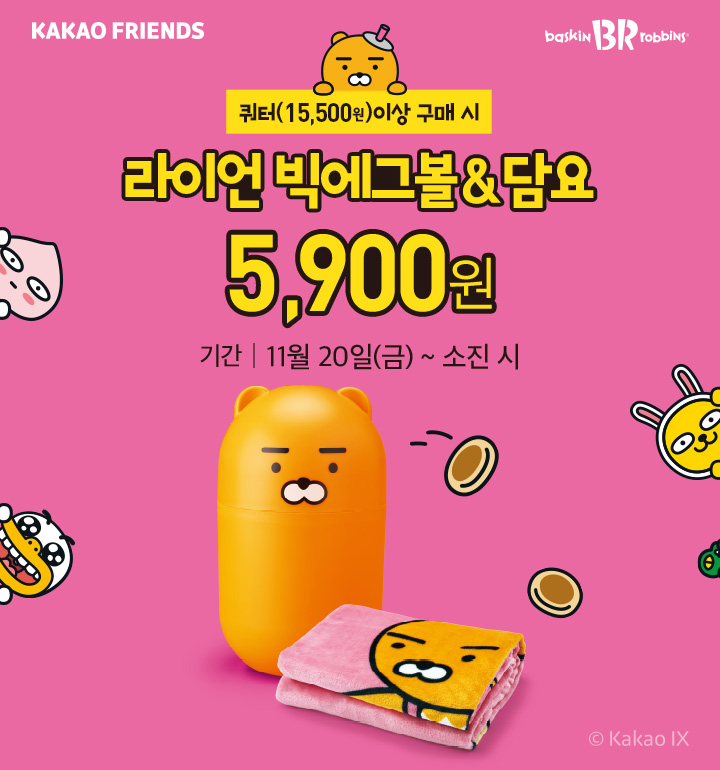 KAKAO FRIENDS
baskin BR robbins
쿼터(15,500원)이상 구매 시
라이언 빅에그볼&담요
5,900원
기간 | 11월 20일(금) ~ 소진 시
© Kakao IX